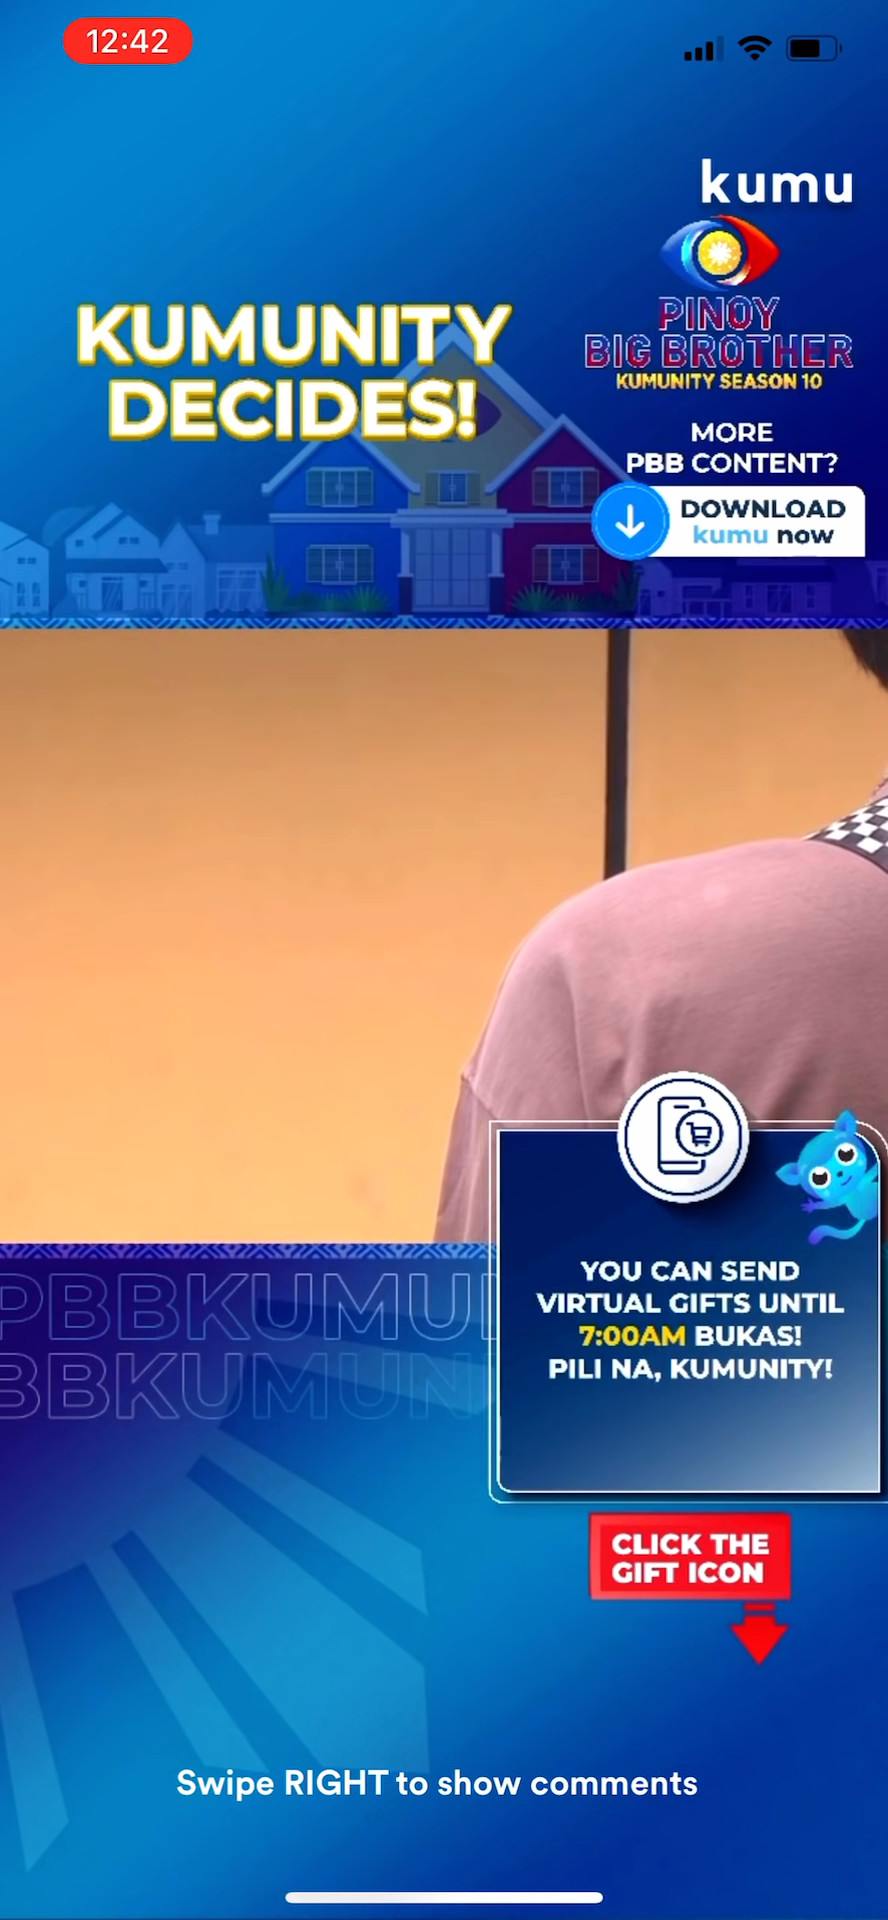 12:42
kumu
KUMUNITY
DECIDES!
PINOY
BIG BROTHER
KUMUNITY SEASON 10
MORE
PBB CONTENT?
DOWNLOAD
kumu now
PBBKUMU
BBKUMUN
YOU CAN SEND
VIRTUAL GIFTS UNTIL
7:00AM BUKAS!
PILI NA, KUMUNITY!
CLICK THE
GIFT ICON
Swipe RIGHT to show comments